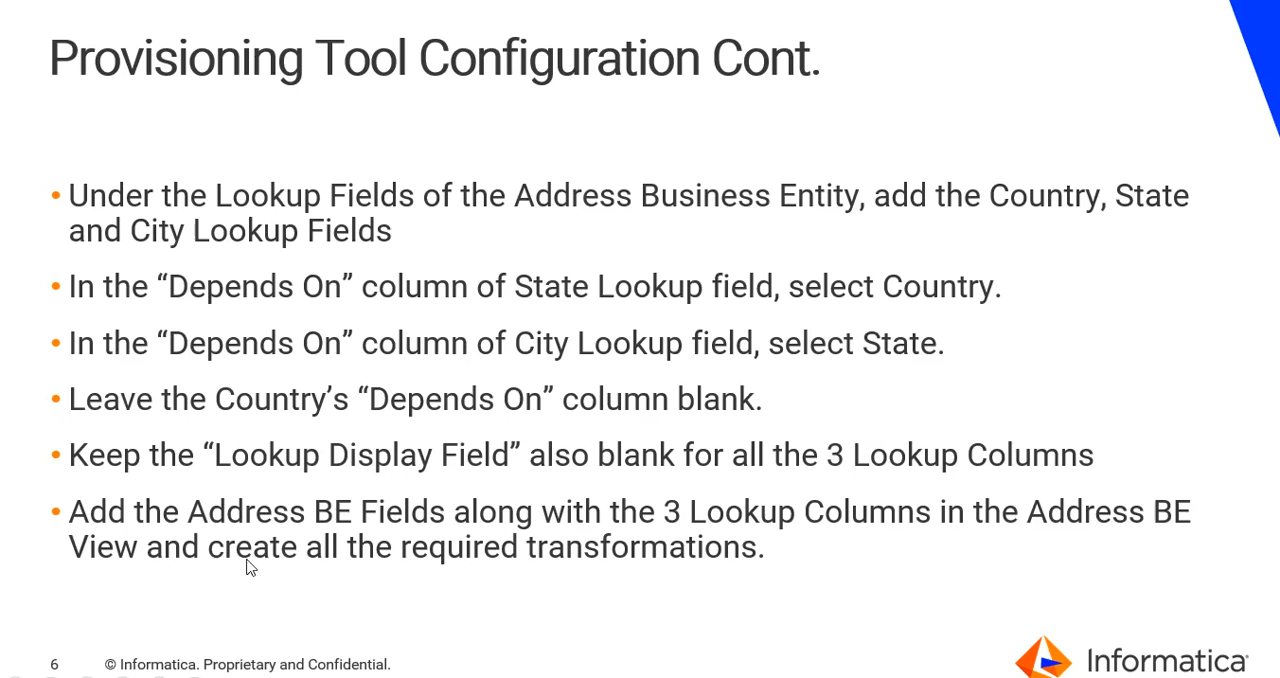 Provisioning Tool Configuration Cont.
• Under the Lookup Fields of the Address Business Entity, add the Country, State
and City Lookup Fields
• In the “Depends On” column of State Lookup field, select Country.
• In the “Depends On” column of City Lookup field, select State.
• Leave the Country’s “Depends On” column blank.
• Keep the “Lookup Display Field” also blank for all the 3 Lookup Columns
• Add the Address BE Fields along with the 3 Lookup Columns in the Address BE
View and create all the required transformations.
6 © Informatica. Proprietary and Confidential.
Informatica